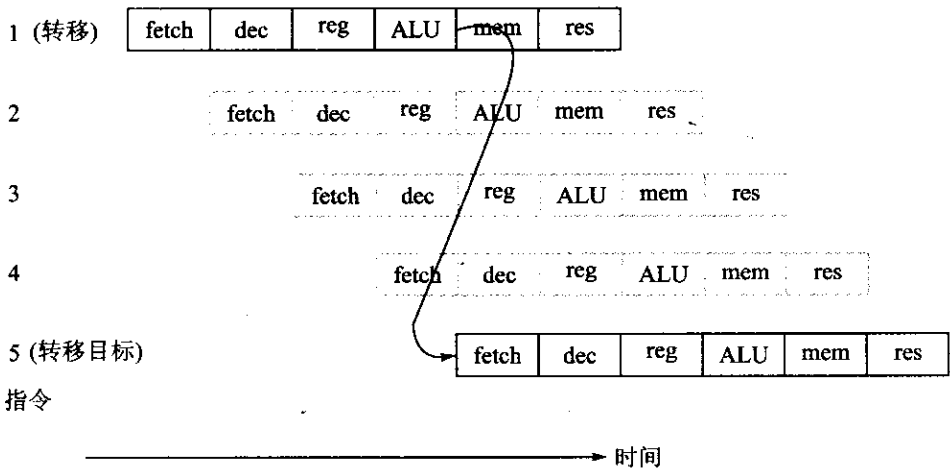 1 (转移) fetch dec reg ALU mem res
2 fetch dec reg ALU mem res
3 fetch dec reg ALU mem res
4 fetch dec reg ALU mem res
5 (转移目标) fetch dec reg ALU mem res
指令
时间